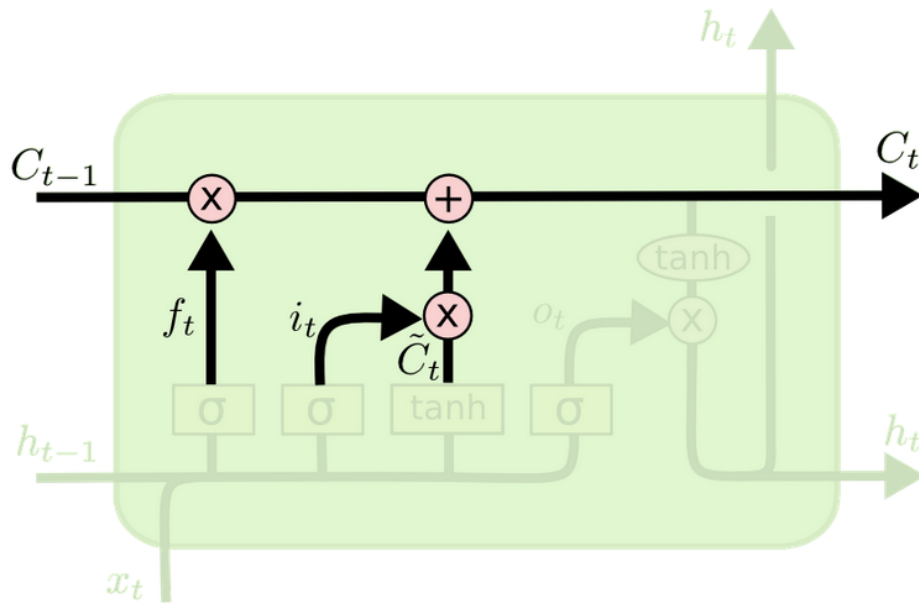 h_t
C_{t-1}
C_t
x
+
tanh
f_t
i_t
x
o_t
x
C̃_t
σ
σ
tanh
σ
h_{t-1}
h_t
x_t